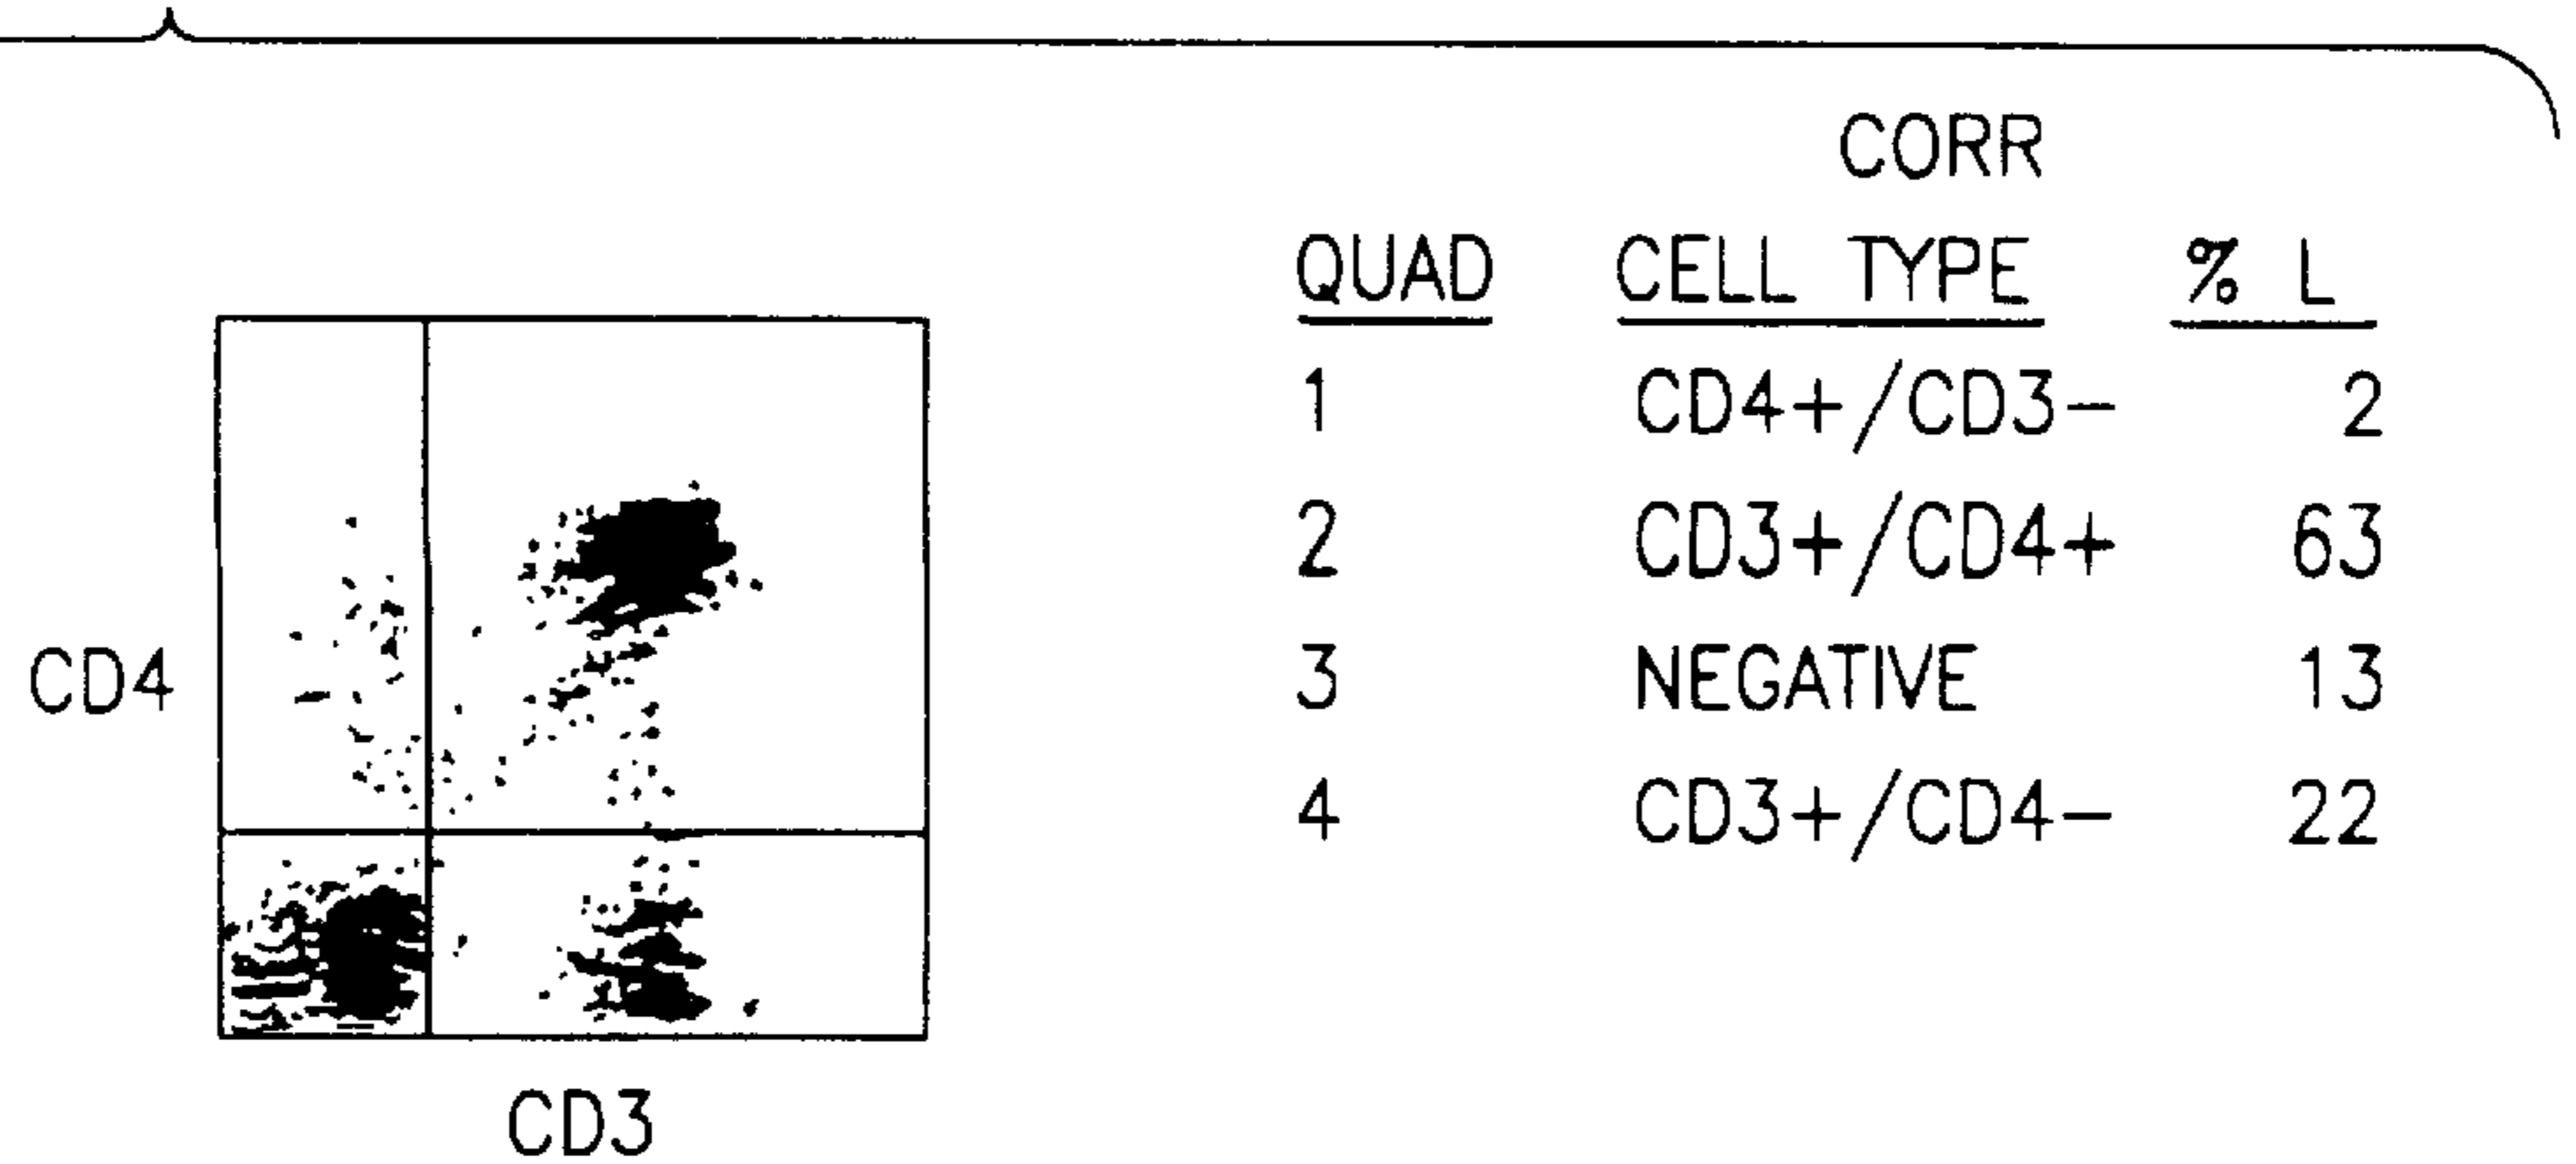 CORR
QUAD CELL TYPE % L
1 CD4+/CD3- 2
2 CD3+/CD4+ 63
3 NEGATIVE 13
4 CD3+/CD4- 22
CD4
CD3